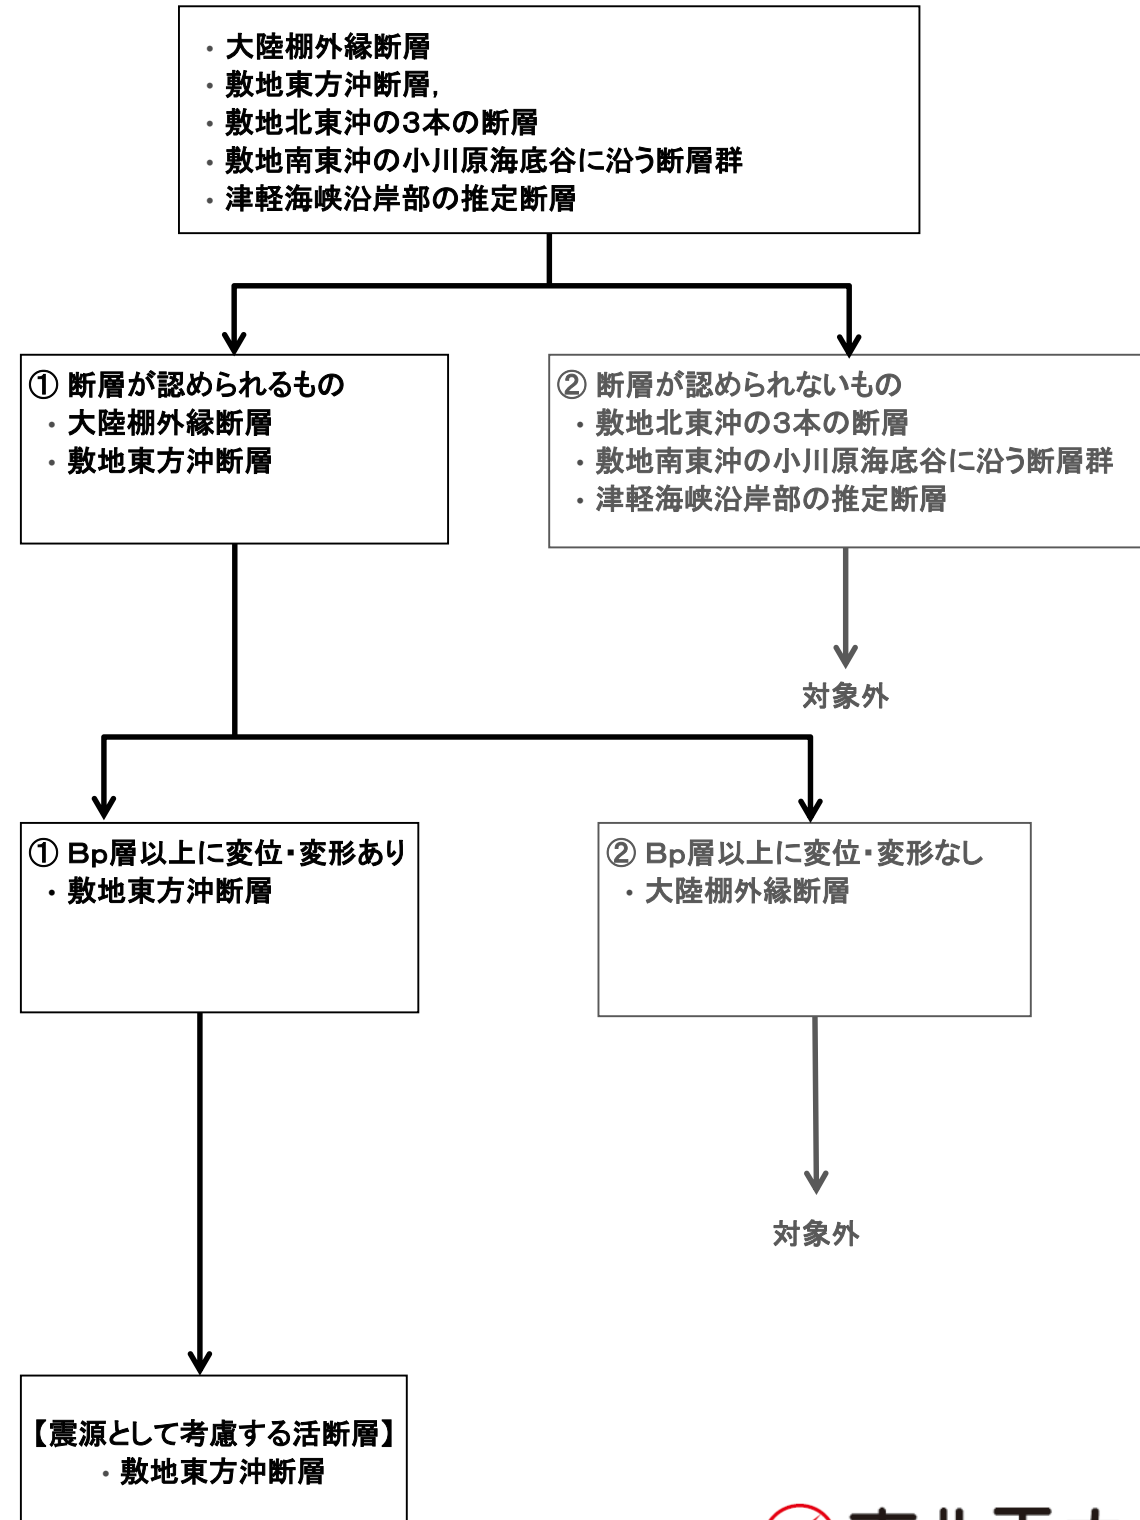 ・大陸棚外縁断層
・敷地東方沖断層,
・敷地北東沖の3本の断層
・敷地南東沖の小川原海底谷に沿う断層群
・津軽海峡沿岸部の推定断層
① 断層が認められるもの
・大陸棚外縁断層
・敷地東方沖断層
② 断層が認められないもの
・敷地北東沖の3本の断層
・敷地南東沖の小川原海底谷に沿う断層群
・津軽海峡沿岸部の推定断層
対象外
① Bp層以上に変位・変形あり
・敷地東方沖断層
② Bp層以上に変位・変形なし
・大陸棚外縁断層
対象外
【震源として考慮する活断層】
・敷地東方沖断層